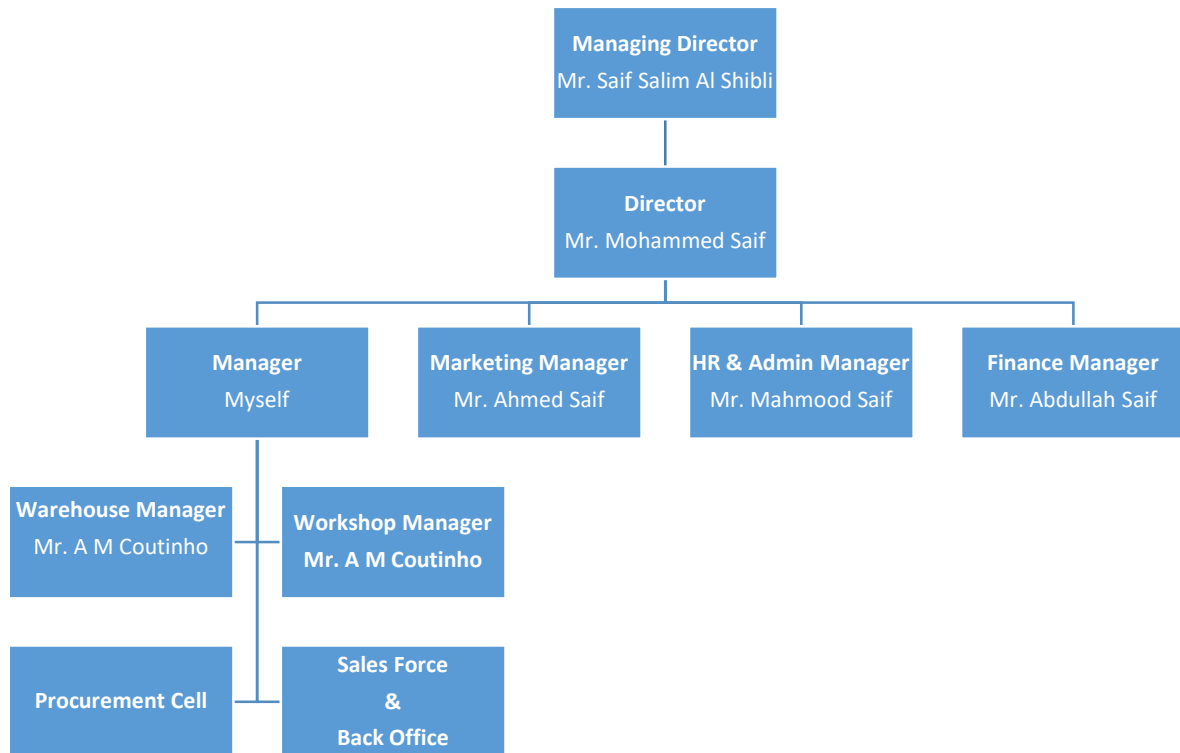 Managing Director
Mr. Saif Salim Al Shibli
Director
Mr. Mohammed Saif
Manager
Myself
Marketing Manager
Mr. Ahmed Saif
HR & Admin Manager
Mr. Mahmood Saif
Finance Manager
Mr. Abdullah Saif
Warehouse Manager
Mr. A M Coutinho
Workshop Manager
Mr. A M Coutinho
Procurement Cell
Sales Force
&
Back Office